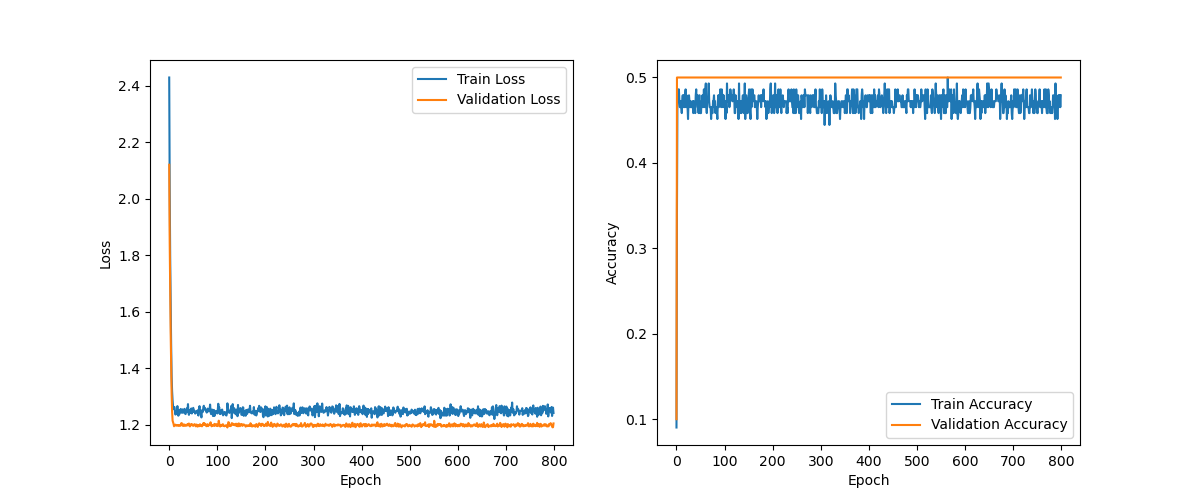 Train Loss
Validation Loss
2.4
2.2
2.0
1.8
1.6
1.4
1.2
Loss
0 100 200 300 400 500 600 700 800
Epoch
0.5
0.4
0.3
0.2
0.1
Accuracy
Train Accuracy
Validation Accuracy
0 100 200 300 400 500 600 700 800
Epoch